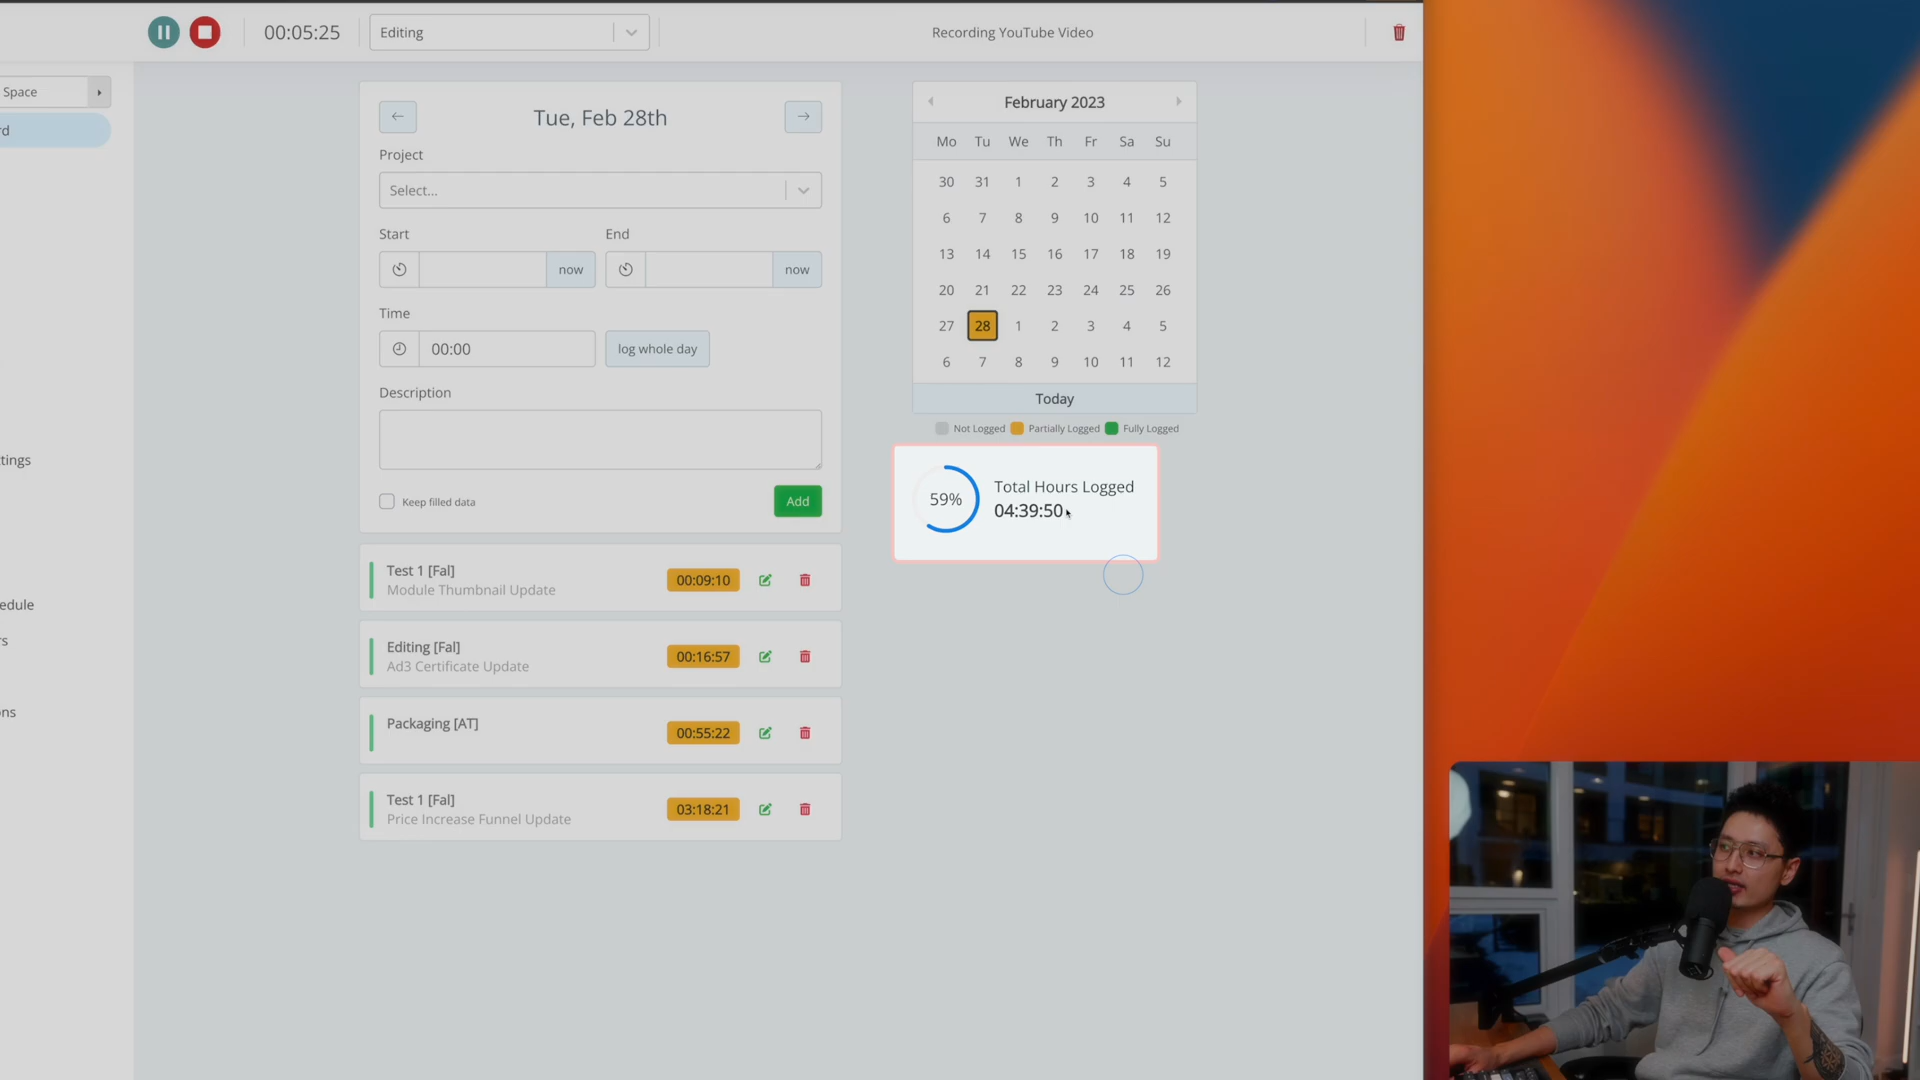 00:05:25
Editing
Recording YouTube Video
Space
rd
tings
edule
rs
ons
Tue, Feb 28th
Project
Select...
Start
End
now
now
Time
00:00
log whole day
Description
Keep filled data
Add
Test 1 [Fal]
Module Thumbnail Update
00:09:10
Editing [Fal]
Ad3 Certificate Update
00:16:57
Packaging [AT]
00:55:22
Test 1 [Fal]
Price Increase Funnel Update
03:18:21
February 2023
Mo Tu We Th Fr Sa Su
30 31 1 2 3 4 5
6 7 8 9 10 11 12
13 14 15 16 17 18 19
20 21 22 23 24 25 26
27 28 1 2 3 4 5
6 7 8 9 10 11 12
Today
Not Logged Partially Logged Fully Logged
59%
Total Hours Logged
04:39:50